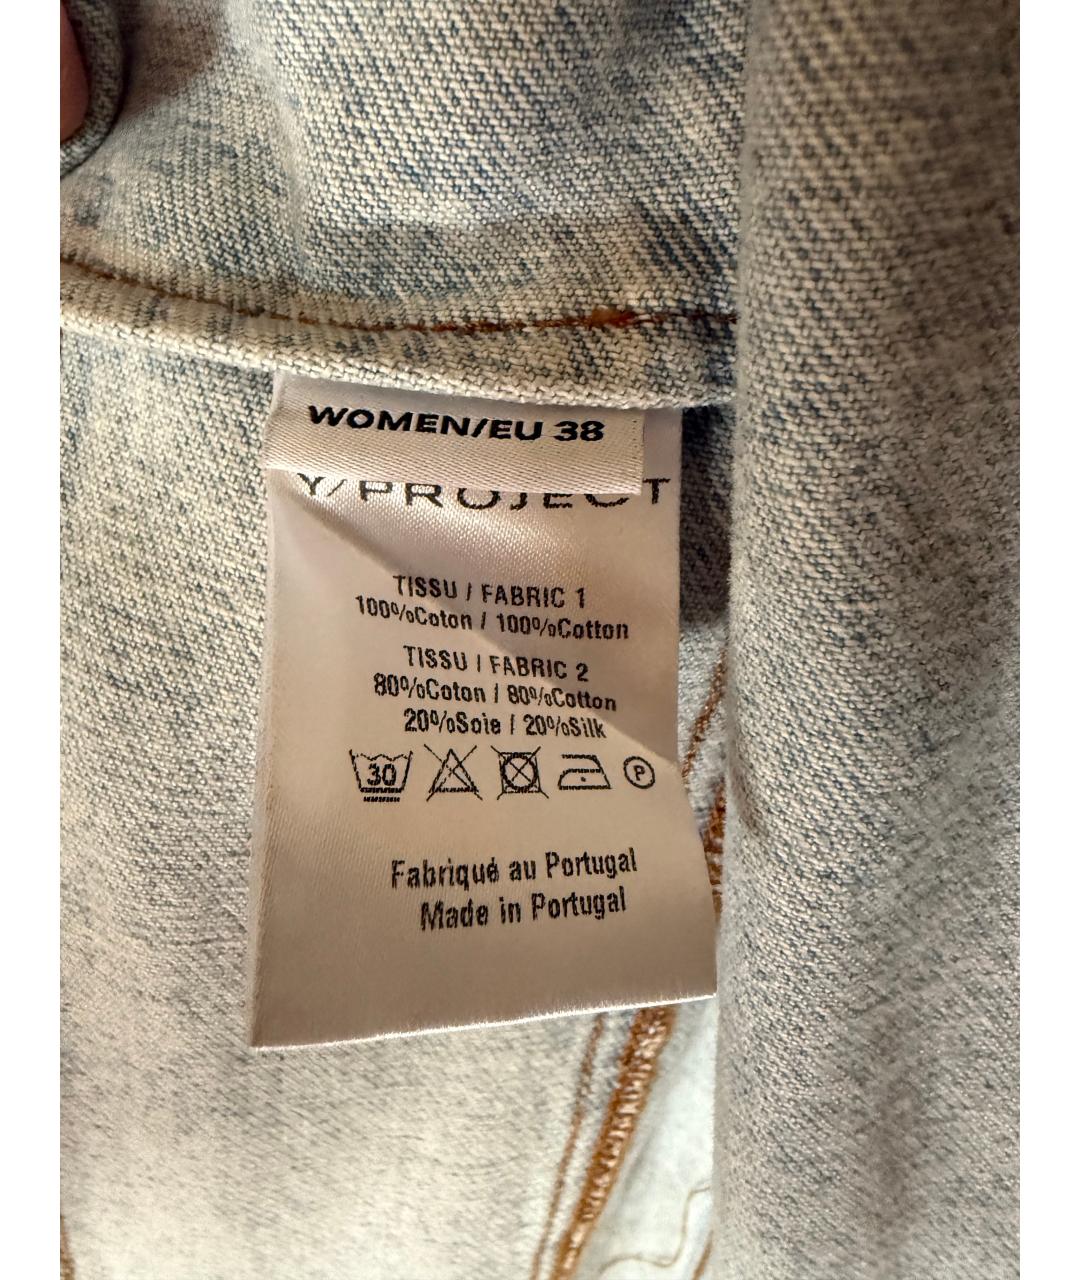 WOMEN/EU 38
Y/PROJECT
TISSU / FABRIC 1
100%Coton / 100%Cotton
TISSU / FABRIC 2
80%Coton / 80%Cotton
20%Soie / 20%Silk
30 P
Fabriqué au Portugal
Made in Portugal